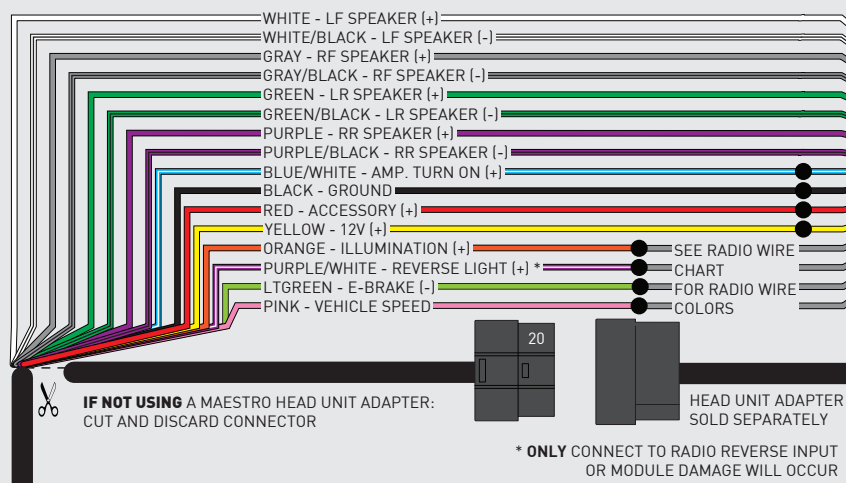 WHITE - LF SPEAKER (+)
WHITE/BLACK - LF SPEAKER (-)
GRAY - RF SPEAKER (+)
GRAY/BLACK - RF SPEAKER (-)
GREEN - LR SPEAKER (+)
GREEN/BLACK - LR SPEAKER (-)
PURPLE - RR SPEAKER (+)
PURPLE/BLACK - RR SPEAKER (-)
BLUE/WHITE - AMP. TURN ON (+)
BLACK - GROUND
RED - ACCESSORY (+)
YELLOW - 12V (+)
ORANGE - ILLUMINATION (+)
PURPLE/WHITE - REVERSE LIGHT (+) *
LTGREEN - E-BRAKE (-)
PINK - VEHICLE SPEED
SEE RADIO WIRE
CHART
FOR RADIO WIRE
COLORS
20
IF NOT USING A MAESTRO HEAD UNIT ADAPTER:
CUT AND DISCARD CONNECTOR
HEAD UNIT ADAPTER
SOLD SEPARATELY
* ONLY CONNECT TO RADIO REVERSE INPUT
OR MODULE DAMAGE WILL OCCUR